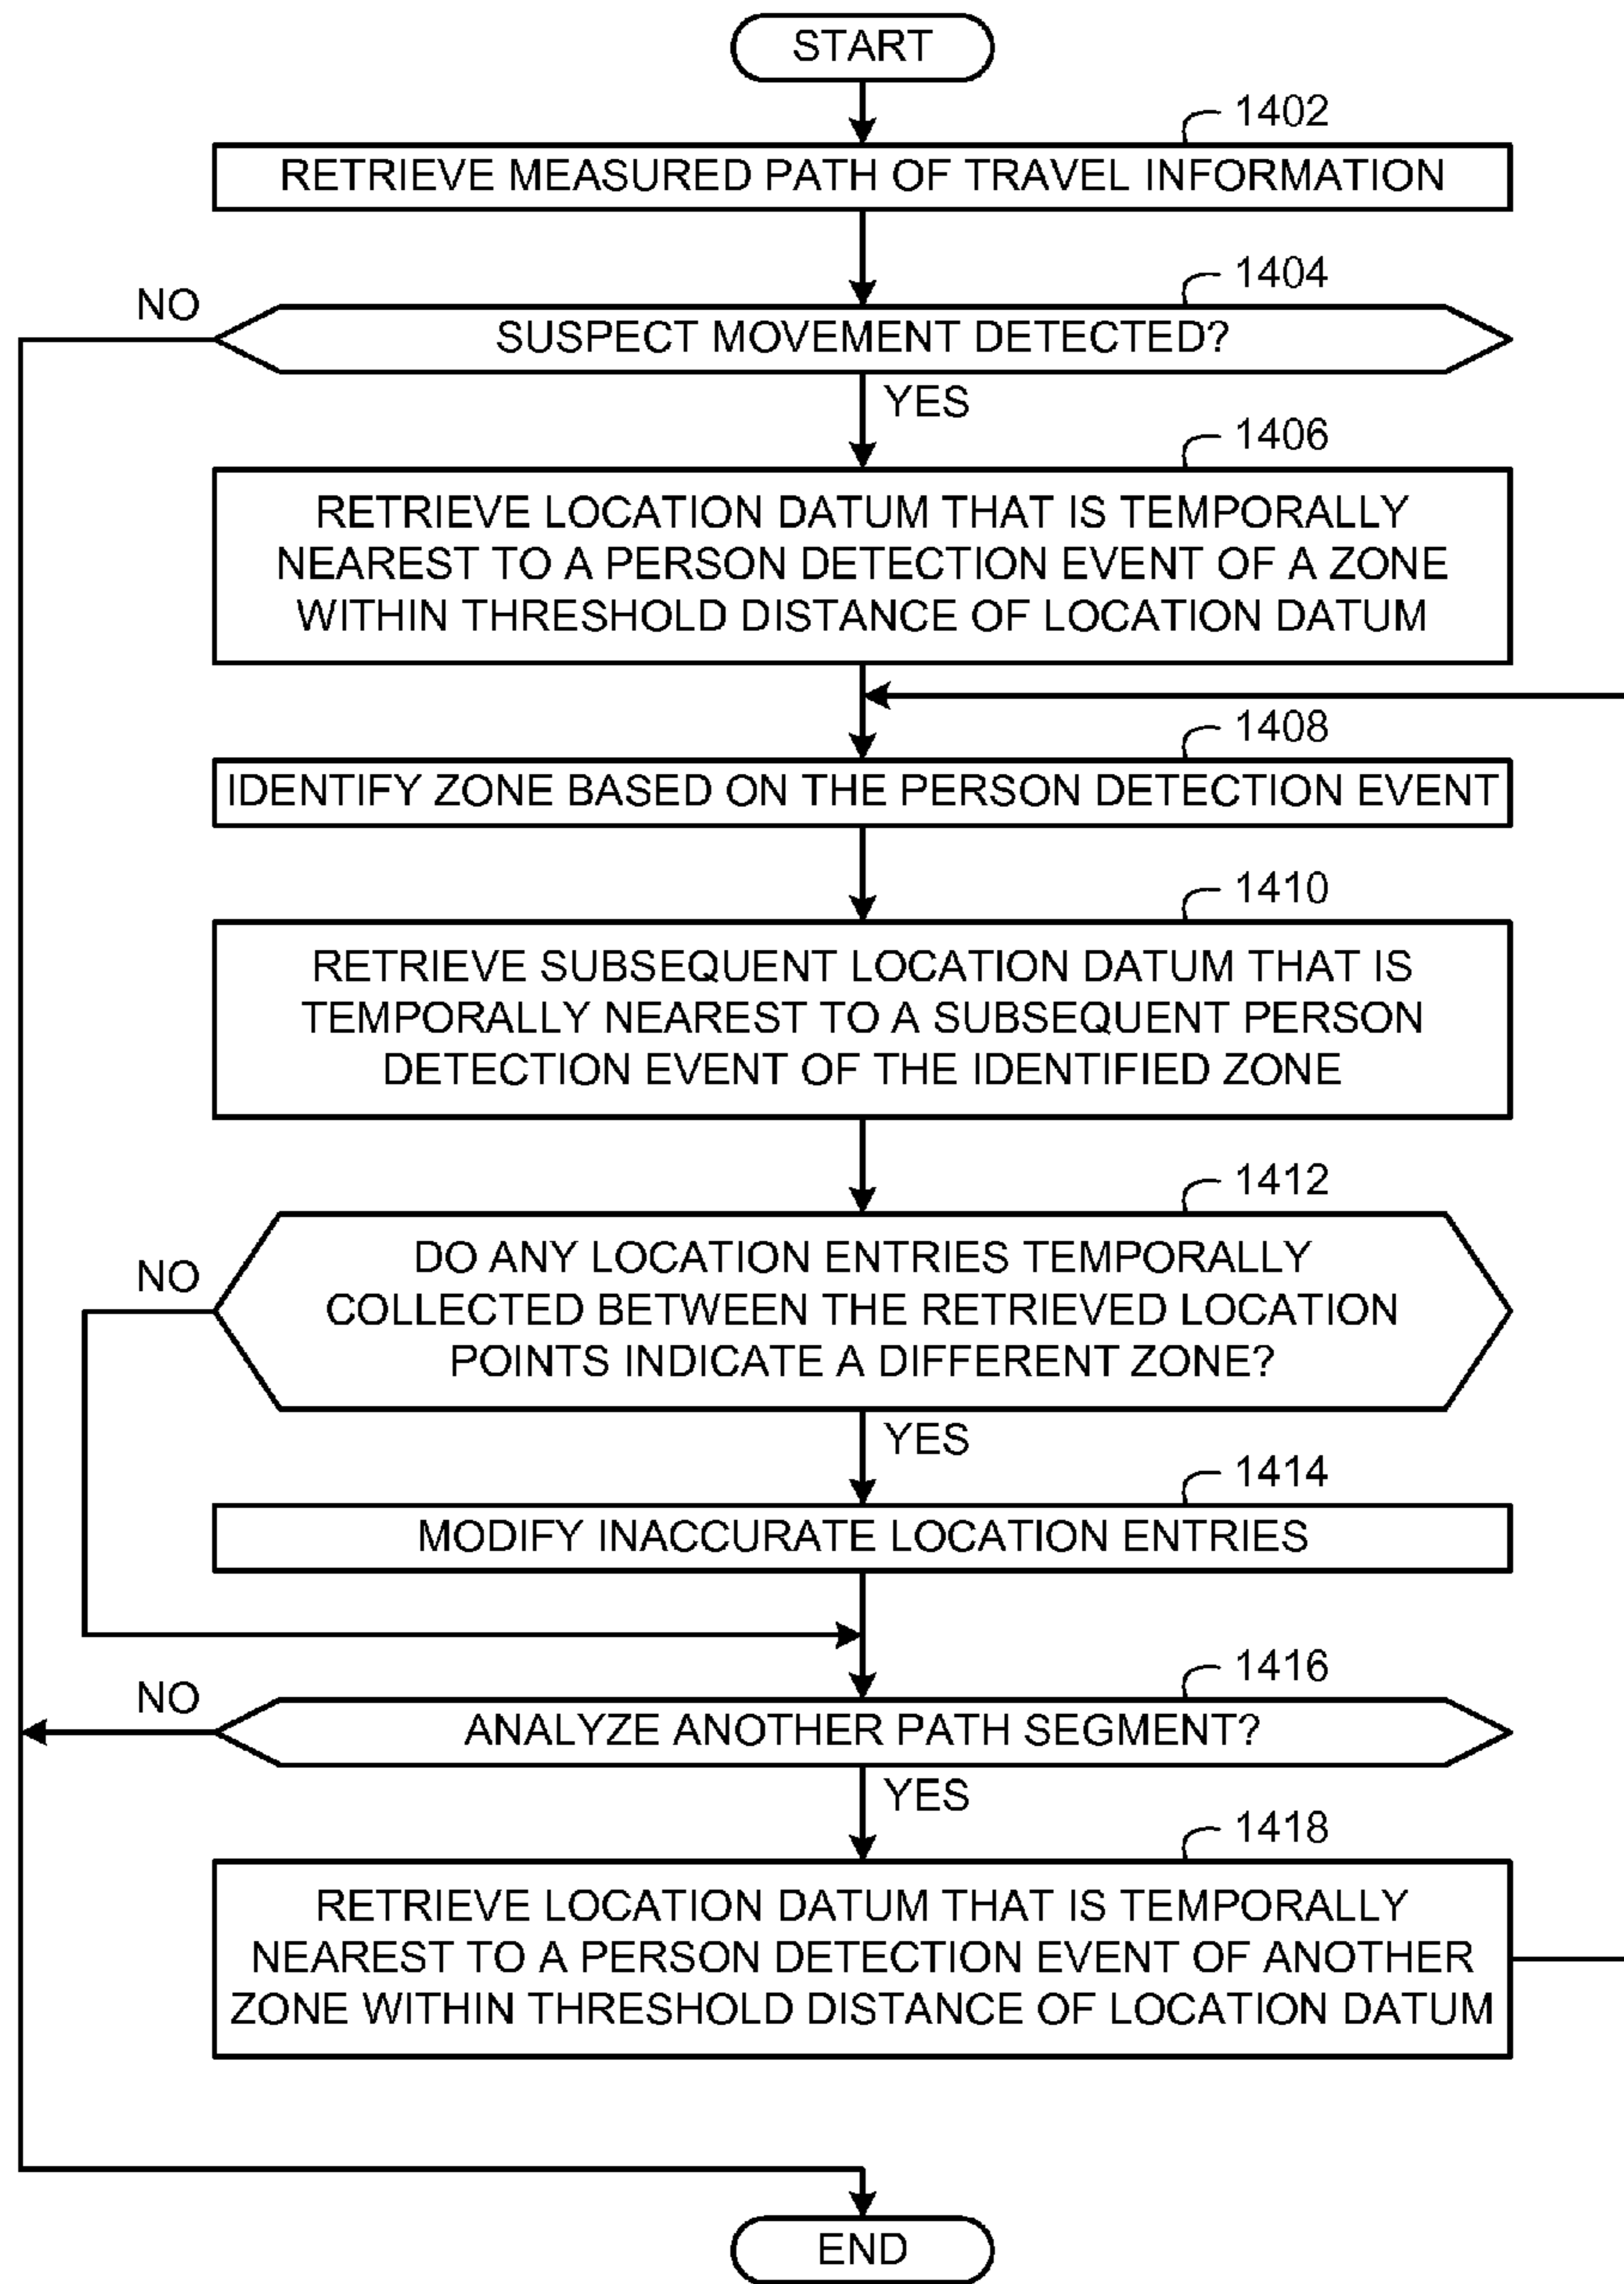 START
1402
RETRIEVE MEASURED PATH OF TRAVEL INFORMATION
1404
NO
SUSPECT MOVEMENT DETECTED?
YES
1406
RETRIEVE LOCATION DATUM THAT IS TEMPORALLY
NEAREST TO A PERSON DETECTION EVENT OF A ZONE
WITHIN THRESHOLD DISTANCE OF LOCATION DATUM
1408
IDENTIFY ZONE BASED ON THE PERSON DETECTION EVENT
1410
RETRIEVE SUBSEQUENT LOCATION DATUM THAT IS
TEMPORALLY NEAREST TO A SUBSEQUENT PERSON
DETECTION EVENT OF THE IDENTIFIED ZONE
1412
NO
DO ANY LOCATION ENTRIES TEMPORALLY
COLLECTED BETWEEN THE RETRIEVED LOCATION
POINTS INDICATE A DIFFERENT ZONE?
YES
1414
MODIFY INACCURATE LOCATION ENTRIES
1416
NO
ANALYZE ANOTHER PATH SEGMENT?
YES
1418
RETRIEVE LOCATION DATUM THAT IS TEMPORALLY
NEAREST TO A PERSON DETECTION EVENT OF ANOTHER
ZONE WITHIN THRESHOLD DISTANCE OF LOCATION DATUM
END